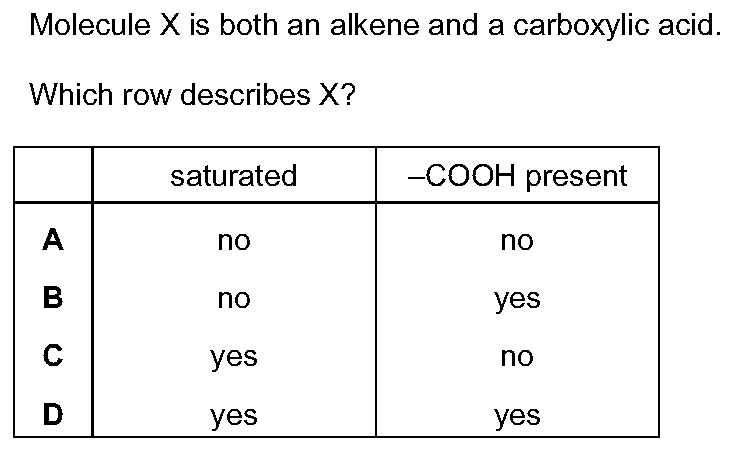 Molecule X is both an alkene and a carboxylic acid.
Which row describes X?
saturated –COOH present
A no no
B no yes
C yes no
D yes yes